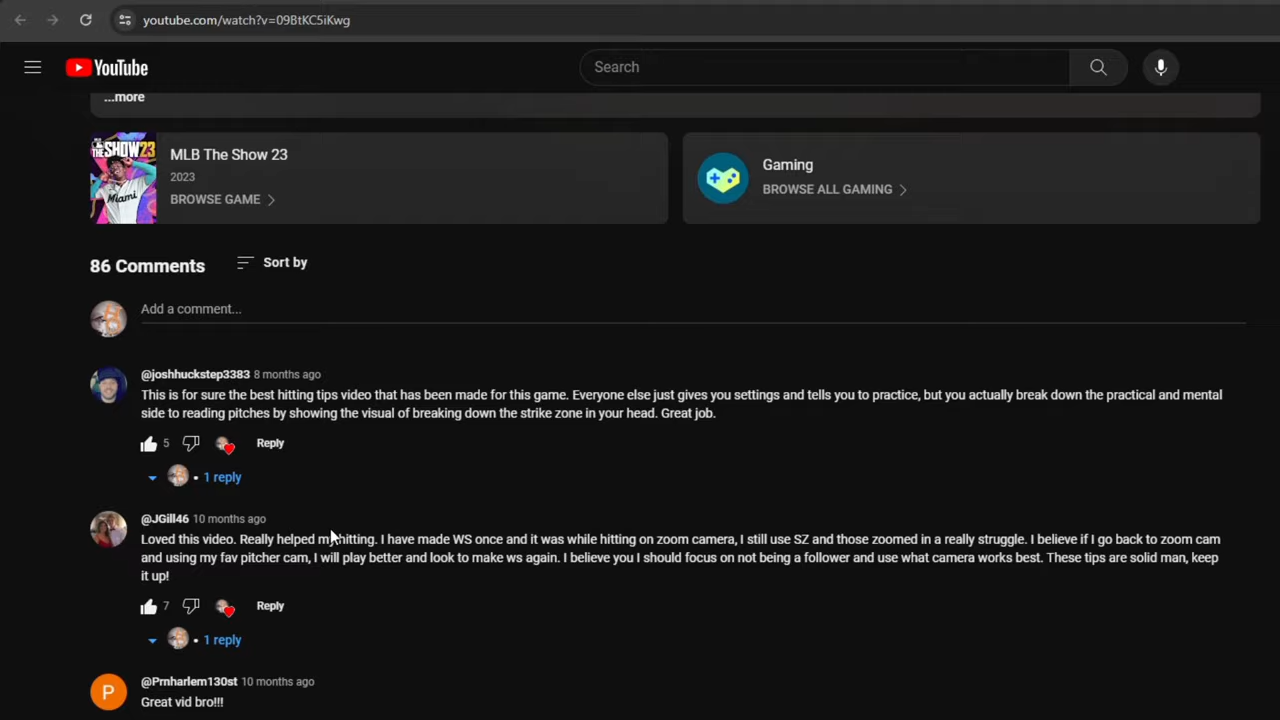 youtube.com/watch?v=09BtKC5iKwg
YouTube
Search
...more
THE SHOW 23
Miami
MLB The Show 23
2023
BROWSE GAME
Gaming
BROWSE ALL GAMING
86 Comments
Sort by
Add a comment...
@joshhuckstep3383 8 months ago
This is for sure the best hitting tips video that has been made for this game. Everyone else just gives you settings and tells you to practice, but you actually break down the practical and mental
side to reading pitches by showing the visual of breaking down the strike zone in your head. Great job.
5 Reply
1 reply
@JGill46 10 months ago
Loved this video. Really helped my hitting. I have made WS once and it was while hitting on zoom camera, I still use SZ and those zoomed in a really struggle. I believe if I go back to zoom cam
and using my fav pitcher cam, I will play better and look to make ws again. I believe you I should focus on not being a follower and use what camera works best. These tips are solid man, keep
it up!
7 Reply
1 reply
P
@Prnharlem130st 10 months ago
Great vid bro!!!